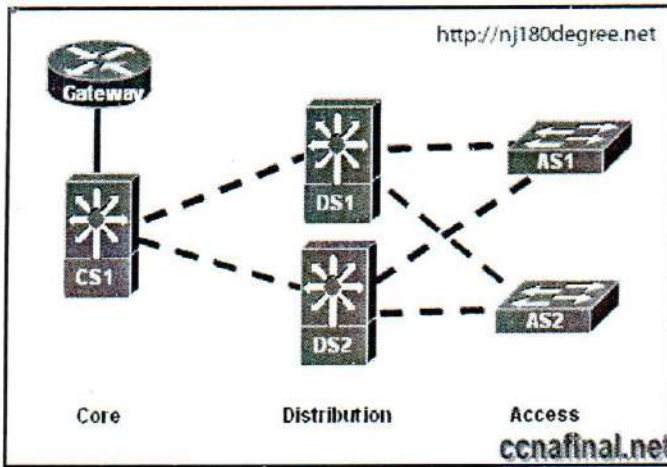 http://nj180degree.net
Gateway
DS1
AS1
CS1
DS2
AS2
Core
Distribution
Access
ccnafinal.net